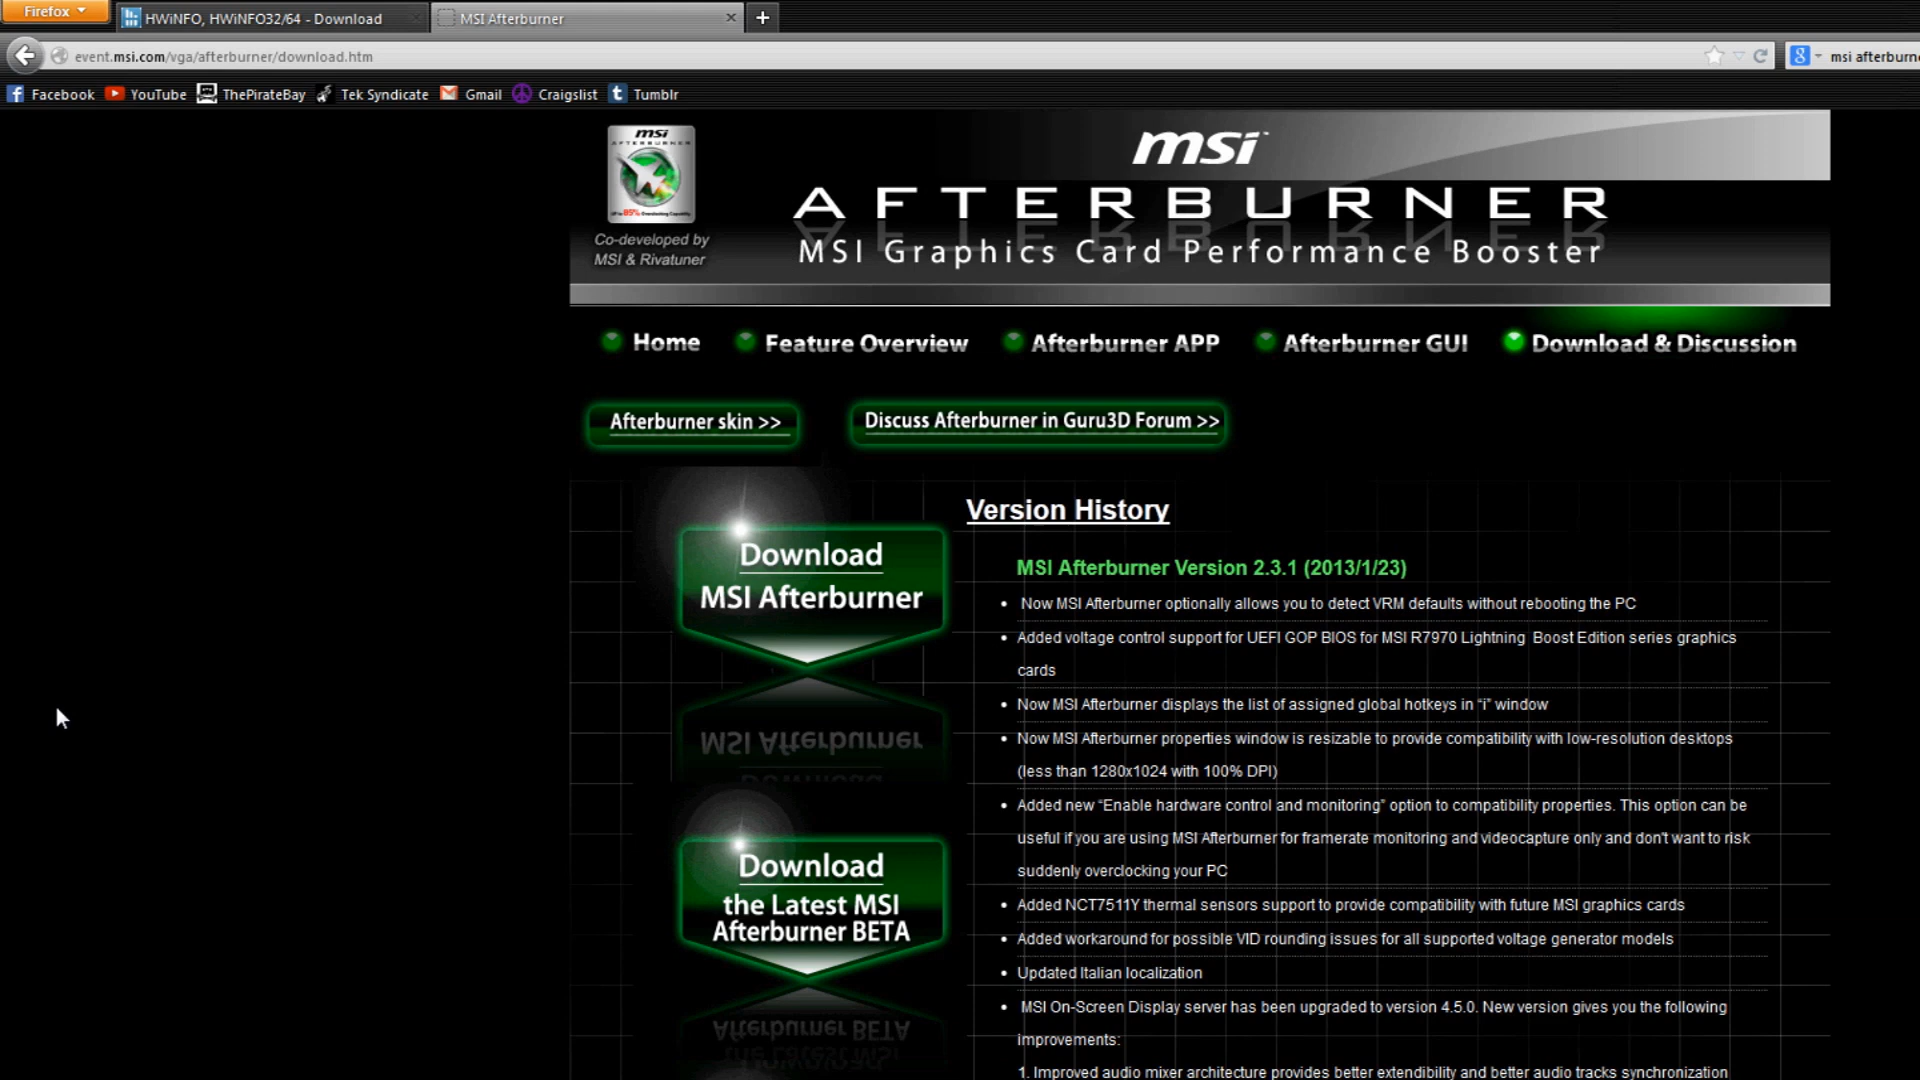 Firefox
HWiNFO, HWiNFO32/64 - Download
MSI Afterburner
event.msi.com/vga/afterburner/download.htm
msi afterburne
Facebook
YouTube
ThePirateBay
Tek Syndicate
Gmail
Craigslist
Tumblr
msi
AFTERBURNER
Co-developed by
MSI & Rivatuner
msi
AFTERBURNER
MSI Graphics Card Performance Booster
Home
Feature Overview
Afterburner APP
Afterburner GUI
Download & Discussion
Afterburner skin >>
Discuss Afterburner in Guru3D Forum >>
Download
MSI Afterburner
Download
the Latest MSI
Afterburner BETA
Version History
MSI Afterburner Version 2.3.1 (2013/1/23)
• Now MSI Afterburner optionally allows you to detect VRM defaults without rebooting the PC
• Added voltage control support for UEFI GOP BIOS for MSI R7970 Lightning Boost Edition series graphics
cards
• Now MSI Afterburner displays the list of assigned global hotkeys in “i” window
• Now MSI Afterburner properties window is resizable to provide compatibility with low-resolution desktops
(less than 1280x1024 with 100% DPI)
• Added new “Enable hardware control and monitoring” option to compatibility properties. This option can be
useful if you are using MSI Afterburner for framerate monitoring and videocapture only and don't want to risk
suddenly overclocking your PC
• Added NCT7511Y thermal sensors support to provide compatibility with future MSI graphics cards
• Added workaround for possible VID rounding issues for all supported voltage generator models
• Updated Italian localization
• MSI On-Screen Display server has been upgraded to version 4.5.0. New version gives you the following
improvements:
1. Improved audio mixer architecture provides better extendibility and better audio tracks synchronization